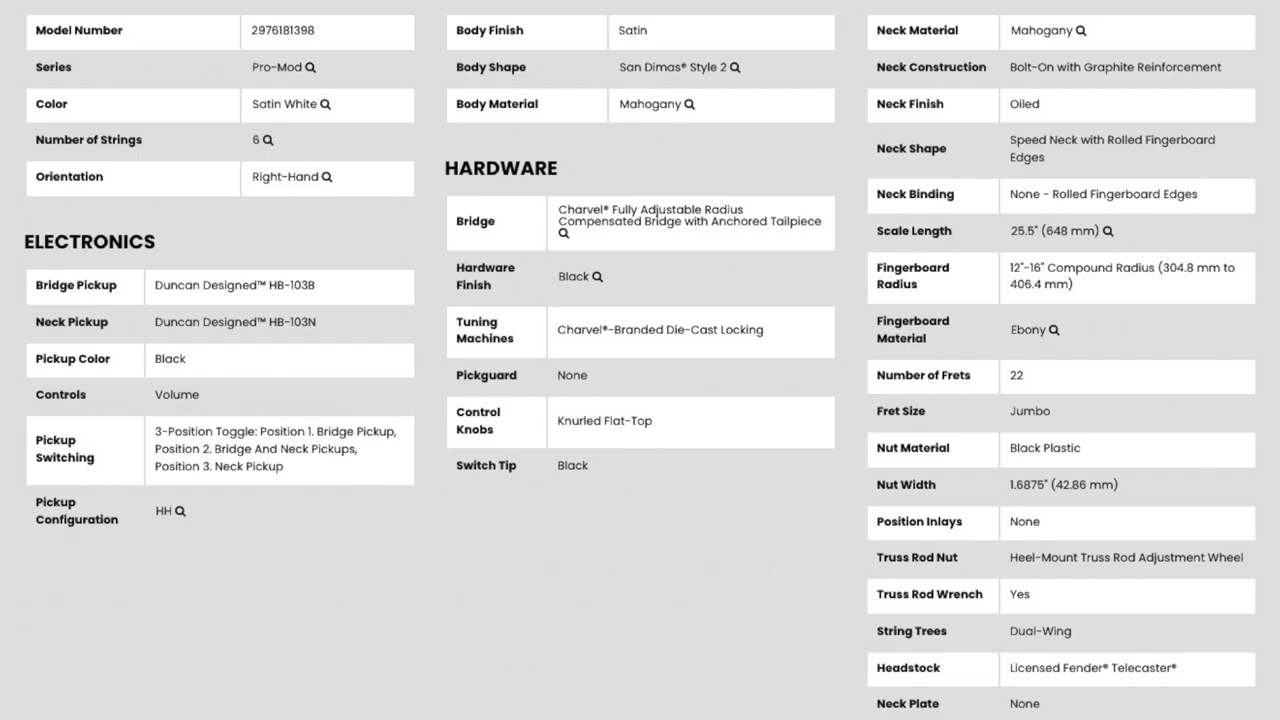 Model Number 2976181398
Series Pro-Mod
Color Satin White
Number of Strings 6
Orientation Right-Hand
ELECTRONICS
Bridge Pickup Duncan Designed™ HB-103B
Neck Pickup Duncan Designed™ HB-103N
Pickup Color Black
Controls Volume
Pickup
Switching
3-Position Toggle: Position 1. Bridge Pickup,
Position 2. Bridge And Neck Pickups,
Position 3. Neck Pickup
Pickup
Configuration
HH
Body Finish Satin
Body Shape San Dimas® Style 2
Body Material Mahogany
HARDWARE
Bridge
Charvel® Fully Adjustable Radius
Compensated Bridge with Anchored Tailpiece
Hardware
Finish
Black
Tuning
Machines
Charvel®-Branded Die-Cast Locking
Pickguard None
Control
Knobs
Knurled Flat-Top
Switch Tip Black
Neck Material Mahogany
Neck Construction Bolt-On with Graphite Reinforcement
Neck Finish Oiled
Neck Shape
Speed Neck with Rolled Fingerboard
Edges
Neck Binding None - Rolled Fingerboard Edges
Scale Length 25.5" (648 mm)
Fingerboard
Radius
12"-16" Compound Radius (304.8 mm to
406.4 mm)
Fingerboard
Material
Ebony
Number of Frets 22
Fret Size Jumbo
Nut Material Black Plastic
Nut Width 1.6875" (42.86 mm)
Position Inlays None
Truss Rod Nut Heel-Mount Truss Rod Adjustment Wheel
Truss Rod Wrench Yes
String Trees Dual-Wing
Headstock Licensed Fender® Telecaster®
Neck Plate None